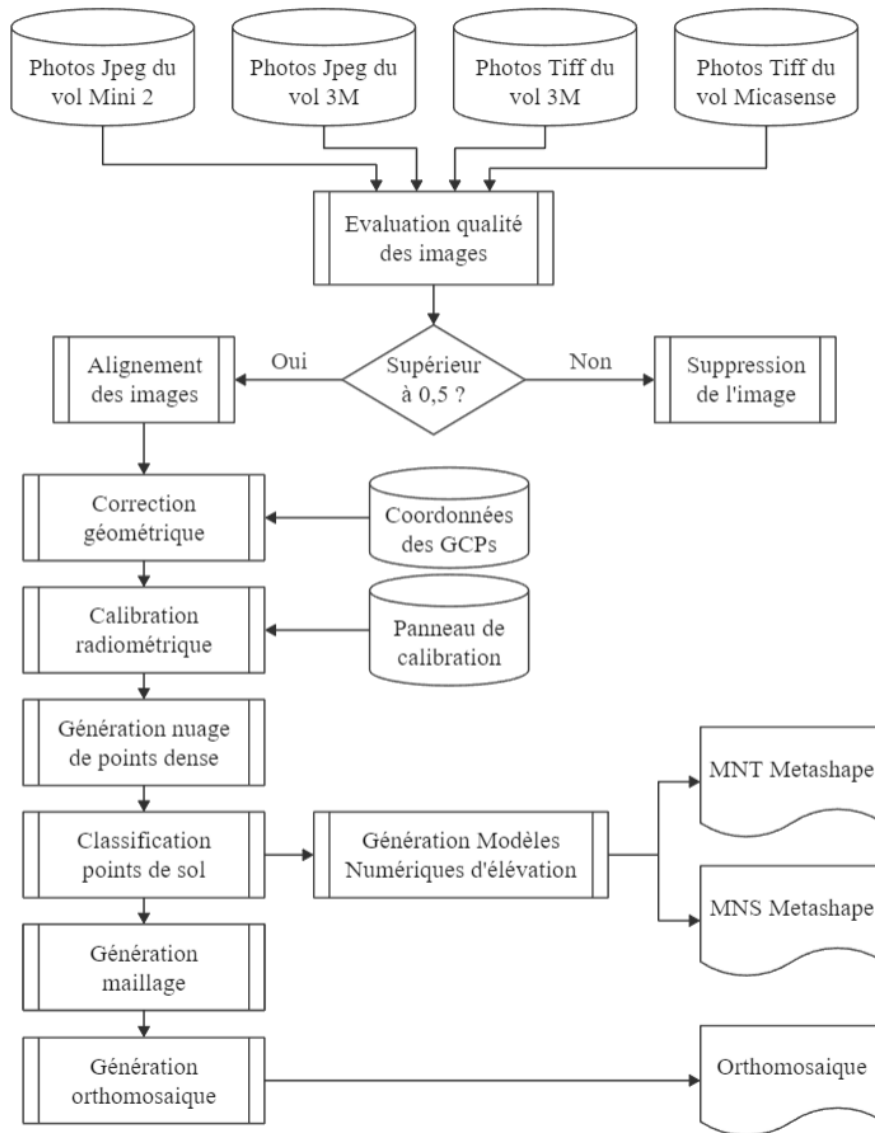 Photos Jpeg du
vol Mini 2
Photos Jpeg du
vol 3M
Photos Tiff du
vol 3M
Photos Tiff du
vol Micasense
Evaluation qualité
des images
Alignement
des images
Oui
Supérieur
à 0,5 ?
Non
Suppression
de l'image
Correction
géométrique
Coordonnées
des GCPs
Calibration
radiométrique
Panneau de
calibration
Génération nuage
de points dense
Classification
points de sol
Génération Modèles
Numériques d'élévation
MNT Metashape
MNS Metashape
Génération
maillage
Génération
orthomosaique
Orthomosaique